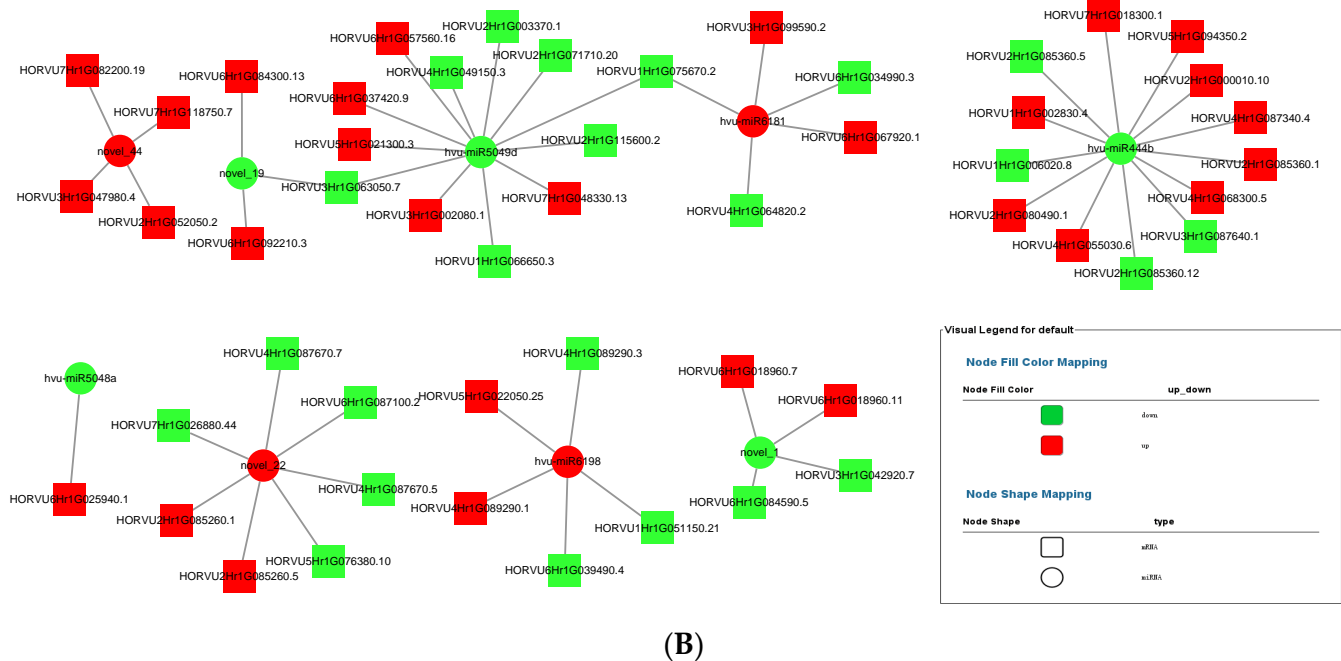 HORVU7Hr1G082200.19
HORVU7Hr1G118750.7
novel_44
HORVU3Hr1G047980.4
HORVU2Hr1G052050.2
HORVU6Hr1G084300.13
novel_19
HORVU6Hr1G092210.3
HORVU3Hr1G063050.7
HORVU6Hr1G057560.16
HORVU2Hr1G003370.1
HORVU4Hr1G049150.3
HORVU2Hr1G071710.20
HORVU6Hr1G037420.9
HORVU5Hr1G021300.3
hvu-miR5049d
HORVU2Hr1G115600.2
HORVU7Hr1G048330.13
HORVU3Hr1G002080.1
HORVU1Hr1G066650.3
HORVU1Hr1G075670.2
HORVU3Hr1G099590.2
HORVU6Hr1G034990.3
hvu-miR6181
HORVU6Hr1G067920.1
HORVU4Hr1G064820.2
HORVU7Hr1G018300.1
HORVU5Hr1G094350.2
HORVU2Hr1G085360.5
HORVU2Hr1G000010.10
HORVU1Hr1G002830.4
HORVU4Hr1G087340.4
hvu-miR444b
HORVU1Hr1G006020.8
HORVU2Hr1G085360.1
HORVU4Hr1G068300.5
HORVU2Hr1G080490.1
HORVU3Hr1G087640.1
HORVU4Hr1G055030.6
HORVU2Hr1G085360.12
hvu-miR5048a
HORVU6Hr1G025940.1
HORVU4Hr1G087670.7
HORVU6Hr1G087100.2
HORVU7Hr1G026880.44
novel_22
HORVU4Hr1G087670.5
HORVU2Hr1G085260.1
HORVU5Hr1G076380.10
HORVU2Hr1G085260.5
HORVU4Hr1G089290.3
HORVU5Hr1G022050.25
hvu-miR6198
HORVU4Hr1G089290.1
HORVU1Hr1G051150.21
HORVU6Hr1G039490.4
HORVU6Hr1G018960.7
HORVU6Hr1G018960.11
novel_1
HORVU3Hr1G042920.7
HORVU6Hr1G084590.5
Visual Legend for default
Node Fill Color Mapping
Node Fill Color up_down
down
up
Node Shape Mapping
Node Shape type
mRNA
miRNA
(B)